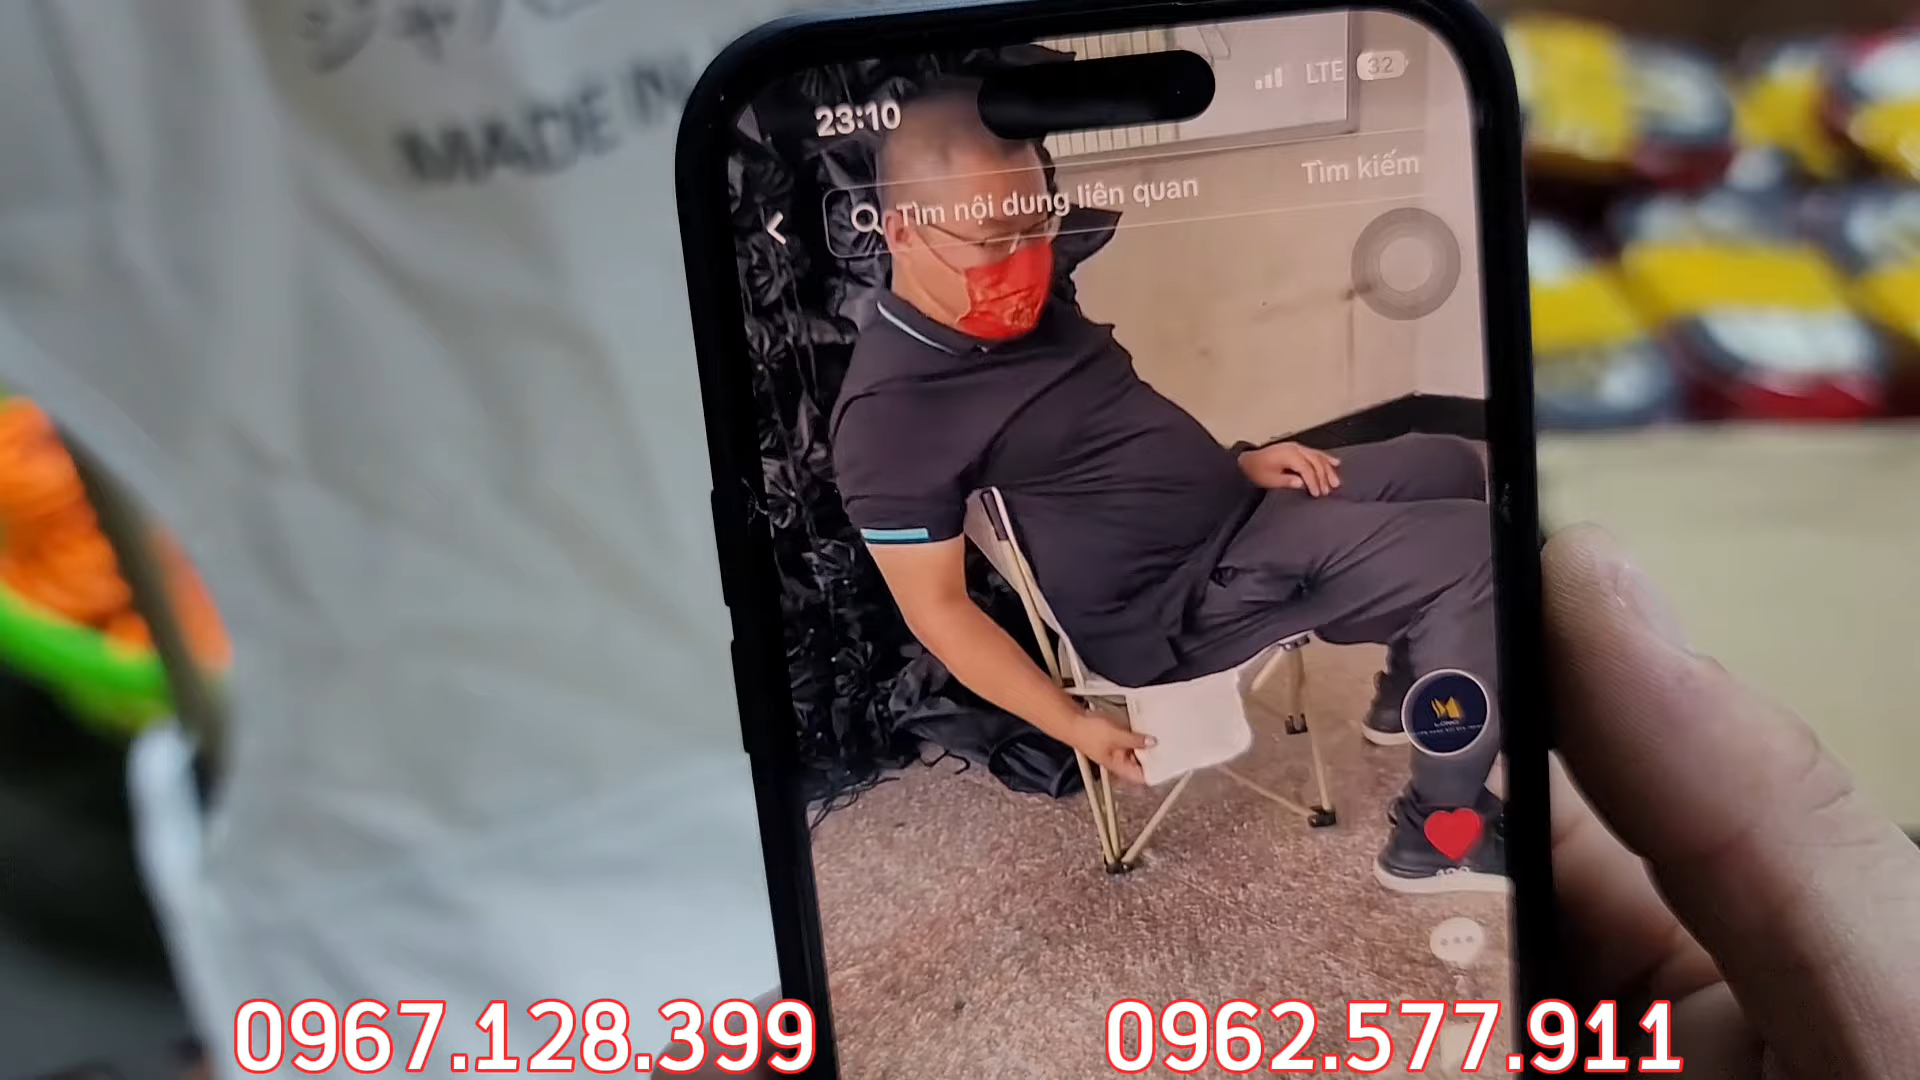 MADE IN
23:10
LTE 32
Tìm nội dung liên quan
Tìm kiếm
LONG
0967.128.399
0962.577.911